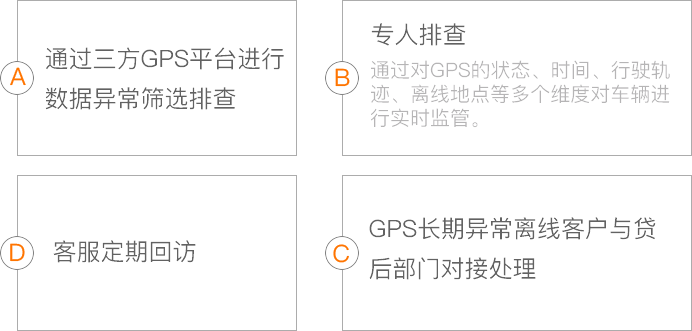 A
通过三方GPS平台进行
数据异常筛选排查
B
专人排查
通过对GPS的状态、时间、行驶轨
迹、离线地点等多个维度对车辆进
行实时监管。
D
客服定期回访
C
GPS长期异常离线客户与贷
后部门对接处理